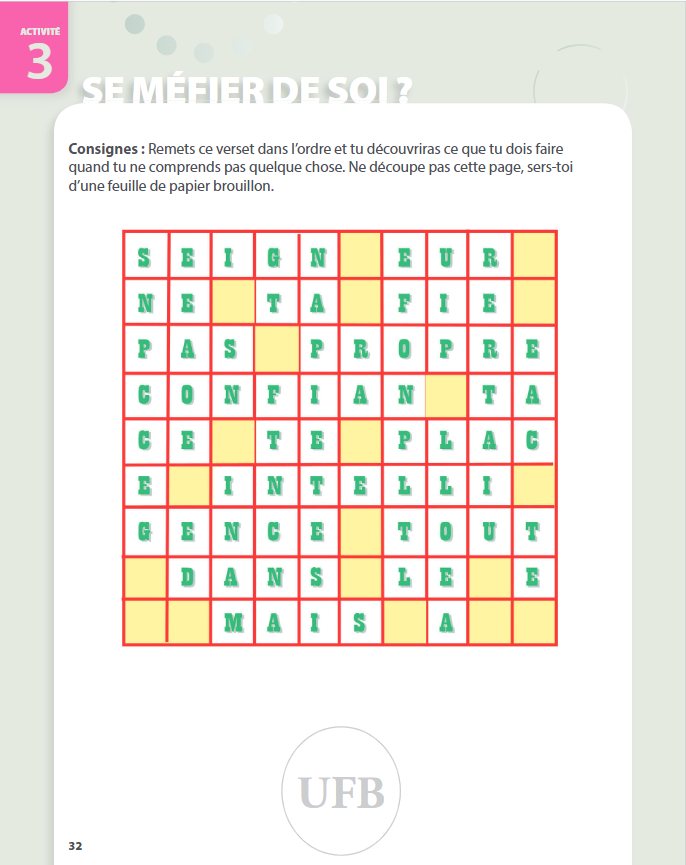 ACTIVITÉ
3
SE MÉFIER DE SOI ?
Consignes : Remets ce verset dans l'ordre et tu découvriras ce que tu dois faire
quand tu ne comprends pas quelque chose. Ne découpe pas cette page, sers-toi
d'une feuille de papier brouillon.
S E I G N E U R
N E T A F I E
P A S P R O P R E
C O N F I A N T A
C E T E P L A C
E I N T E L L I
G E N C E T O U T
D A N S L E E
M A I S A
UFB
32